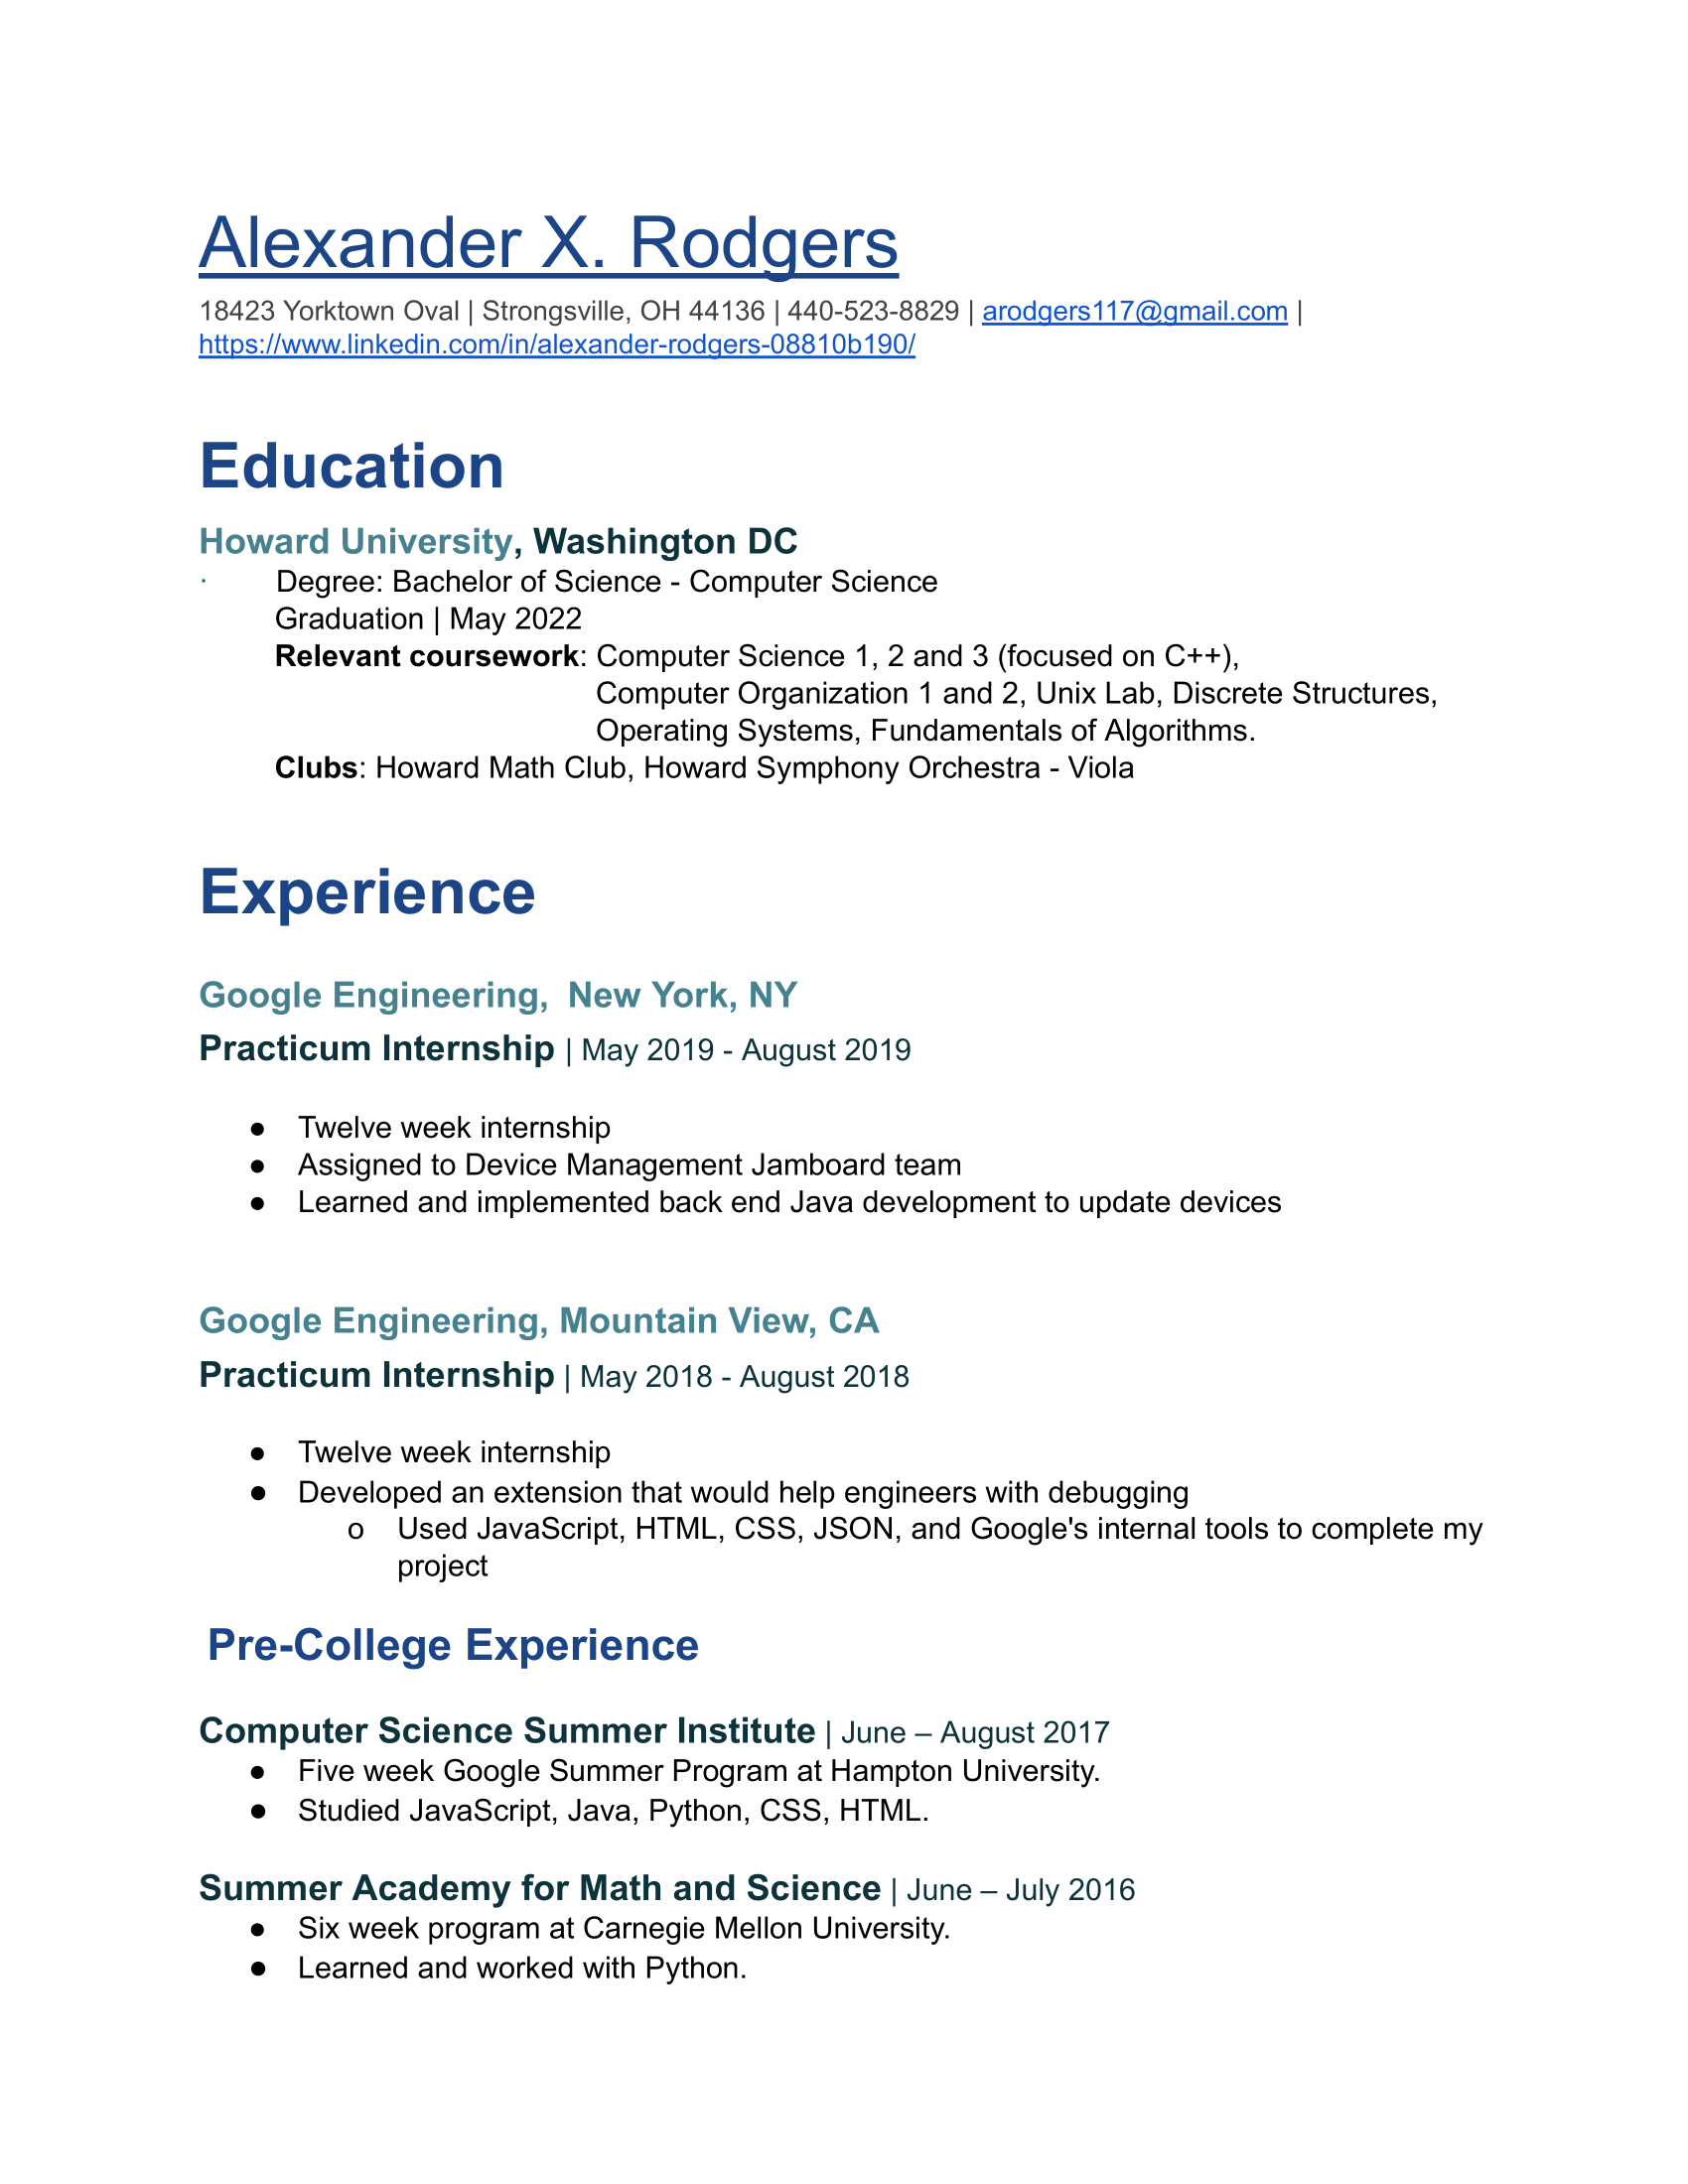 Alexander X. Rodgers
18423 Yorktown Oval | Strongsville, OH 44136 | 440-523-8829 | arodgers117@gmail.com |
https://www.linkedin.com/in/alexander-rodgers-08810b190/
Education
Howard University, Washington DC
· Degree: Bachelor of Science - Computer Science
Graduation | May 2022
Relevant coursework: Computer Science 1, 2 and 3 (focused on C++),
Computer Organization 1 and 2, Unix Lab, Discrete Structures,
Operating Systems, Fundamentals of Algorithms.
Clubs: Howard Math Club, Howard Symphony Orchestra - Viola
Experience
Google Engineering,  New York, NY
Practicum Internship | May 2019 - August 2019
● Twelve week internship
● Assigned to Device Management Jamboard team
● Learned and implemented back end Java development to update devices
Google Engineering, Mountain View, CA
Practicum Internship | May 2018 - August 2018
● Twelve week internship
● Developed an extension that would help engineers with debugging
o Used JavaScript, HTML, CSS, JSON, and Google's internal tools to complete my
project
Pre-College Experience
Computer Science Summer Institute | June – August 2017
● Five week Google Summer Program at Hampton University.
● Studied JavaScript, Java, Python, CSS, HTML.
Summer Academy for Math and Science | June – July 2016
● Six week program at Carnegie Mellon University.
● Learned and worked with Python.